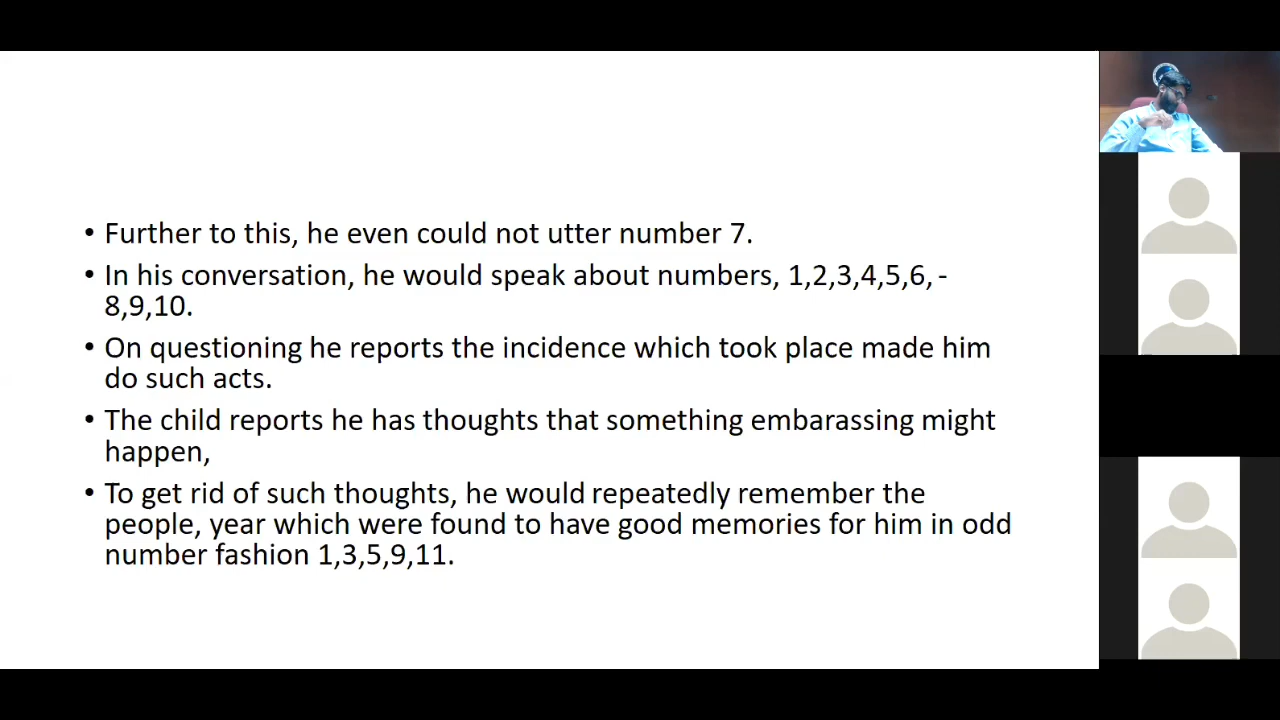 • Further to this, he even could not utter number 7.
• In his conversation, he would speak about numbers, 1,2,3,4,5,6, -
8,9,10.
• On questioning he reports the incidence which took place made him
do such acts.
• The child reports he has thoughts that something embarassing might
happen,
• To get rid of such thoughts, he would repeatedly remember the
people, year which were found to have good memories for him in odd
number fashion 1,3,5,9,11.